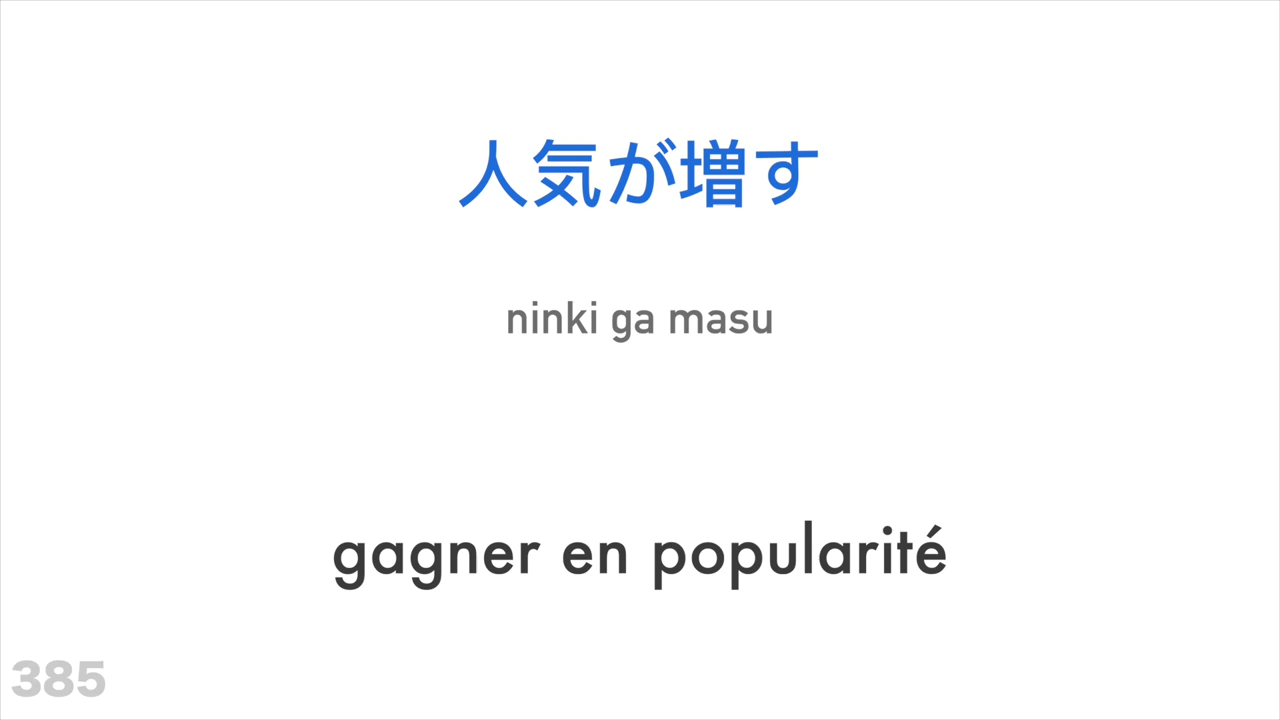 人気が増す
ninki ga masu
gagner en popularité
385